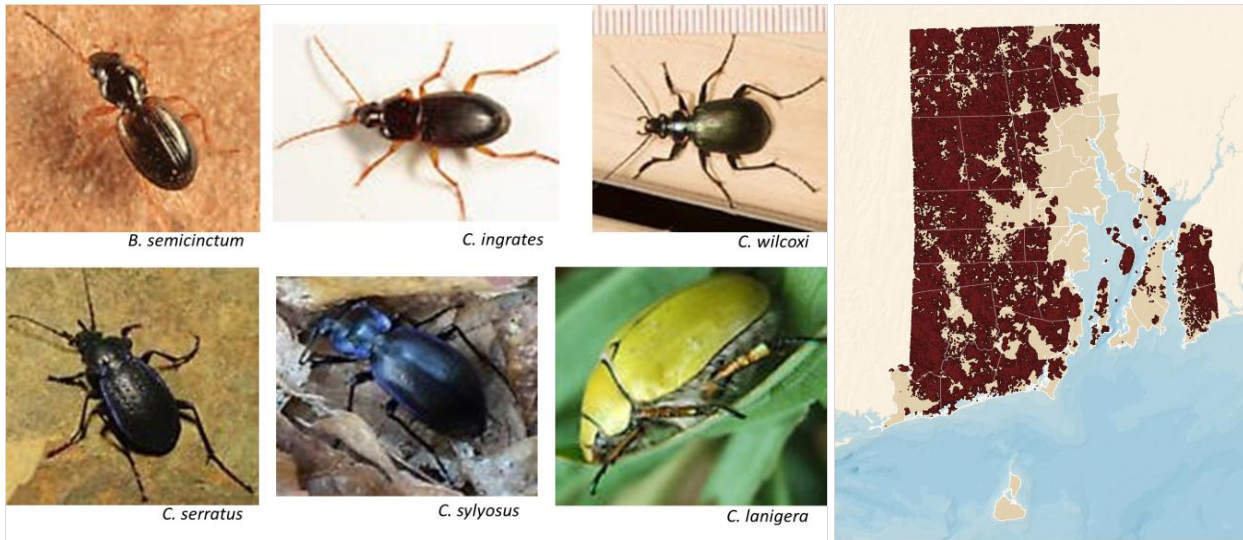 B. semicinctum
C. ingrates
C. wilcoxi
C. serratus
C. sylyosus
C. lanigera